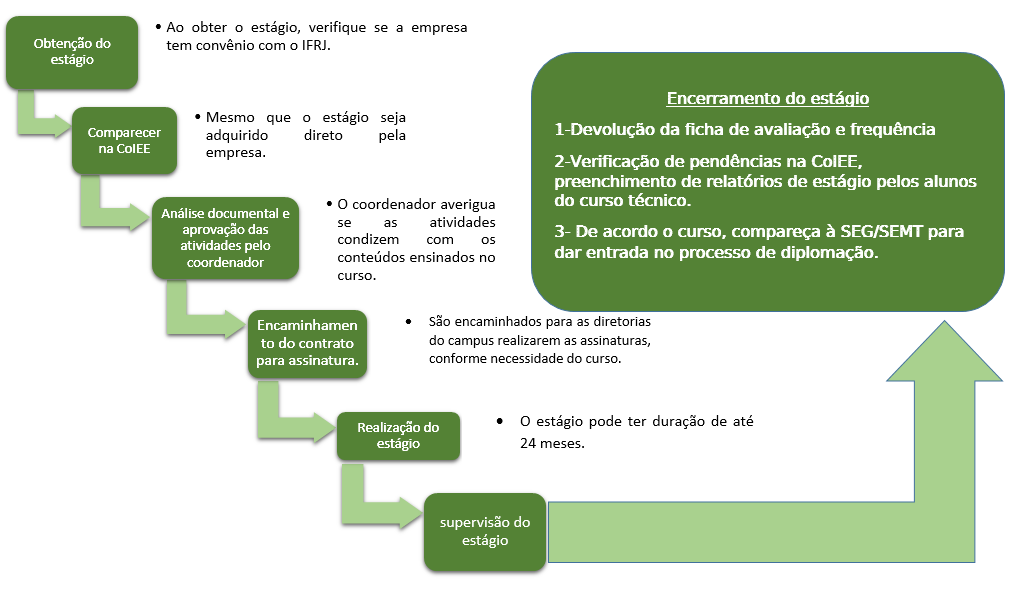 Obtenção do
estágio
• Ao obter o estágio, verifique se a empresa
tem convênio com o IFRJ.
Comparecer
na CoIEE
• Mesmo que o estágio seja
adquirido direto pela
empresa.
Análise documental e
aprovação das
atividades pelo
coordenador
• O coordenador averigua
se as atividades
condizem com os
conteúdos ensinados no
curso.
Encaminhamen
to do contrato
para assinatura.
• São encaminhados para as diretorias
do campus realizarem as assinaturas,
conforme necessidade do curso.
Realização do
estágio
• O estágio pode ter duração de até
24 meses.
supervisão do
estágio
Encerramento do estágio
1-Devolução da ficha de avaliação e frequência
2-Verificação de pendências na CoIEE,
preenchimento de relatórios de estágio pelos alunos
do curso técnico.
3- De acordo o curso, compareça à SEG/SEMT para
dar entrada no processo de diplomação.